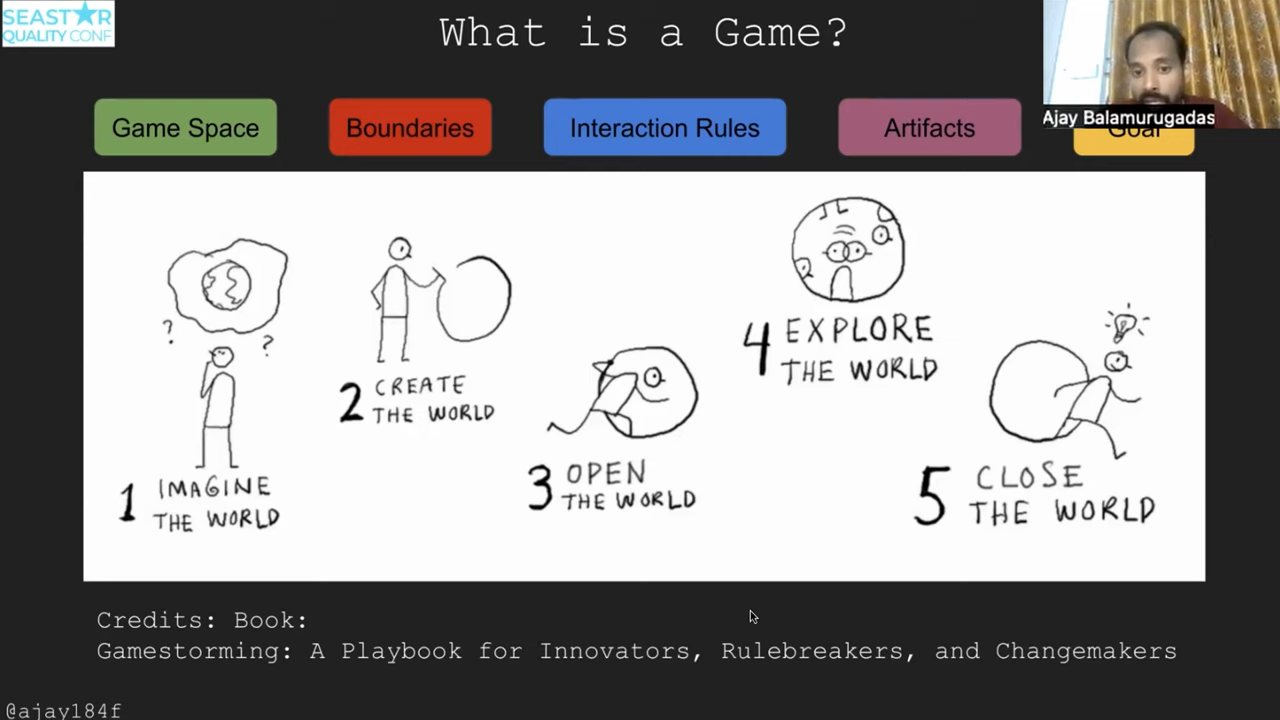 SEASTAR
QUALITY CONF
What is a Game?
Game Space
Boundaries
Interaction Rules
Artifacts
Goal
Ajay Balamurugadas
1 IMAGINE
THE WORLD
2 CREATE
THE WORLD
3 OPEN
THE WORLD
4 EXPLORE
THE WORLD
5 CLOSE
THE WORLD
Credits: Book:
Gamestorming: A Playbook for Innovators, Rulebreakers, and Changemakers
@ajay184f